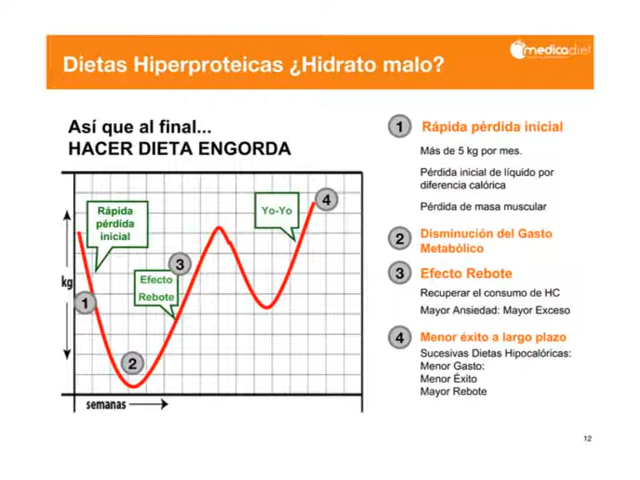 Dietas Hiperproteicas ¿Hidrato malo?
medicadiet
Así que al final...
HACER DIETA ENGORDA
kg
semanas
Rápida
pérdida
inicial
Efecto
Rebote
Yo-Yo
1
2
3
4
1 Rápida pérdida inicial
Más de 5 kg por mes.
Pérdida inicial de líquido por
diferencia calórica
Pérdida de masa muscular
2 Disminución del Gasto
Metabólico
3 Efecto Rebote
Recuperar el consumo de HC
Mayor Ansiedad: Mayor Exceso
4 Menor éxito a largo plazo
Sucesivas Dietas Hipocalóricas:
Menor Gasto:
Menor Éxito
Mayor Rebote
12